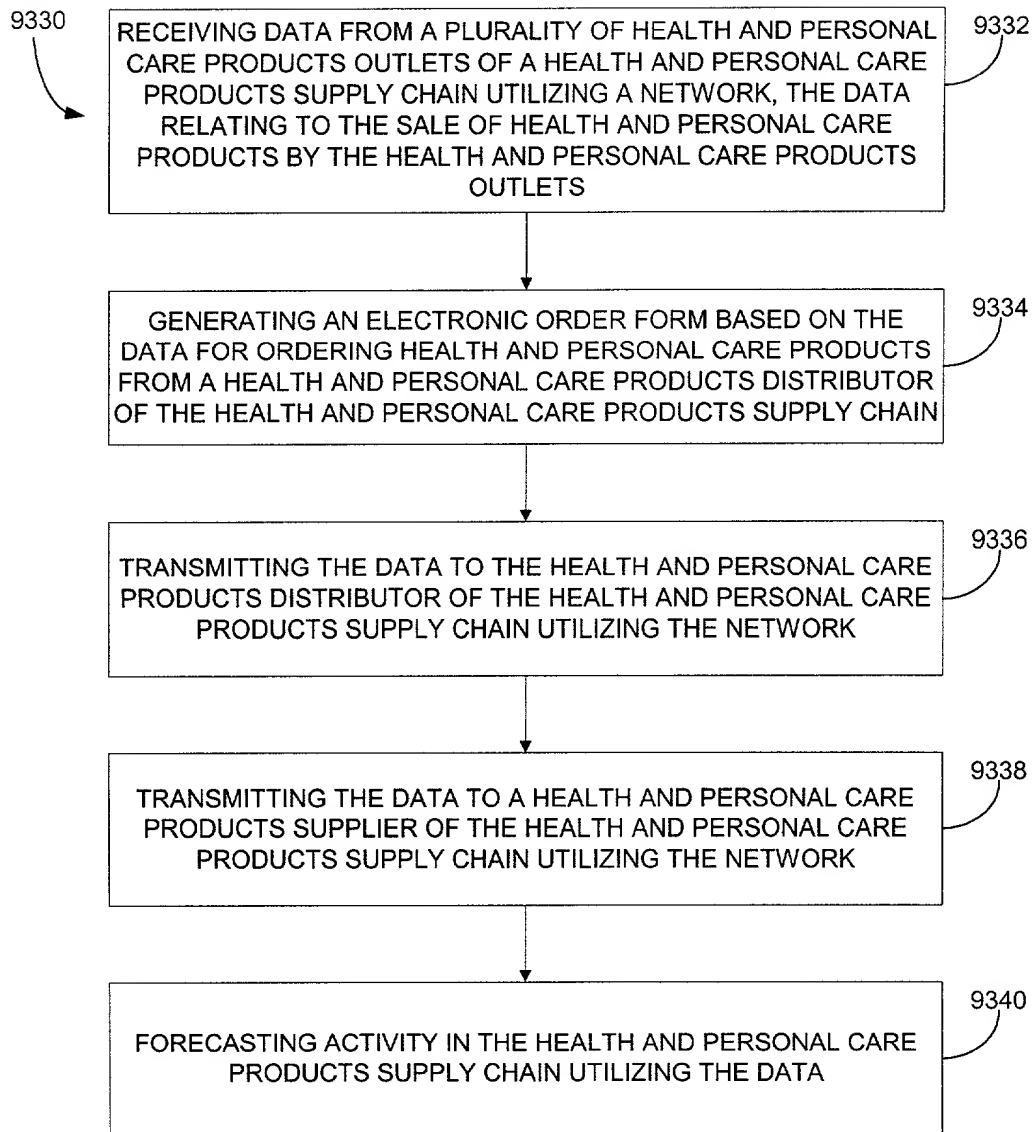 9330
RECEIVING DATA FROM A PLURALITY OF HEALTH AND PERSONAL
CARE PRODUCTS OUTLETS OF A HEALTH AND PERSONAL CARE
PRODUCTS SUPPLY CHAIN UTILIZING A NETWORK, THE DATA
RELATING TO THE SALE OF HEALTH AND PERSONAL CARE
PRODUCTS BY THE HEALTH AND PERSONAL CARE PRODUCTS
OUTLETS
9332
GENERATING AN ELECTRONIC ORDER FORM BASED ON THE
DATA FOR ORDERING HEALTH AND PERSONAL CARE PRODUCTS
FROM A HEALTH AND PERSONAL CARE PRODUCTS DISTRIBUTOR
OF THE HEALTH AND PERSONAL CARE PRODUCTS SUPPLY CHAIN
9334
TRANSMITTING THE DATA TO THE HEALTH AND PERSONAL CARE
PRODUCTS DISTRIBUTOR OF THE HEALTH AND PERSONAL CARE
PRODUCTS SUPPLY CHAIN UTILIZING THE NETWORK
9336
TRANSMITTING THE DATA TO A HEALTH AND PERSONAL CARE
PRODUCTS SUPPLIER OF THE HEALTH AND PERSONAL CARE
PRODUCTS SUPPLY CHAIN UTILIZING THE NETWORK
9338
FORECASTING ACTIVITY IN THE HEALTH AND PERSONAL CARE
PRODUCTS SUPPLY CHAIN UTILIZING THE DATA
9340